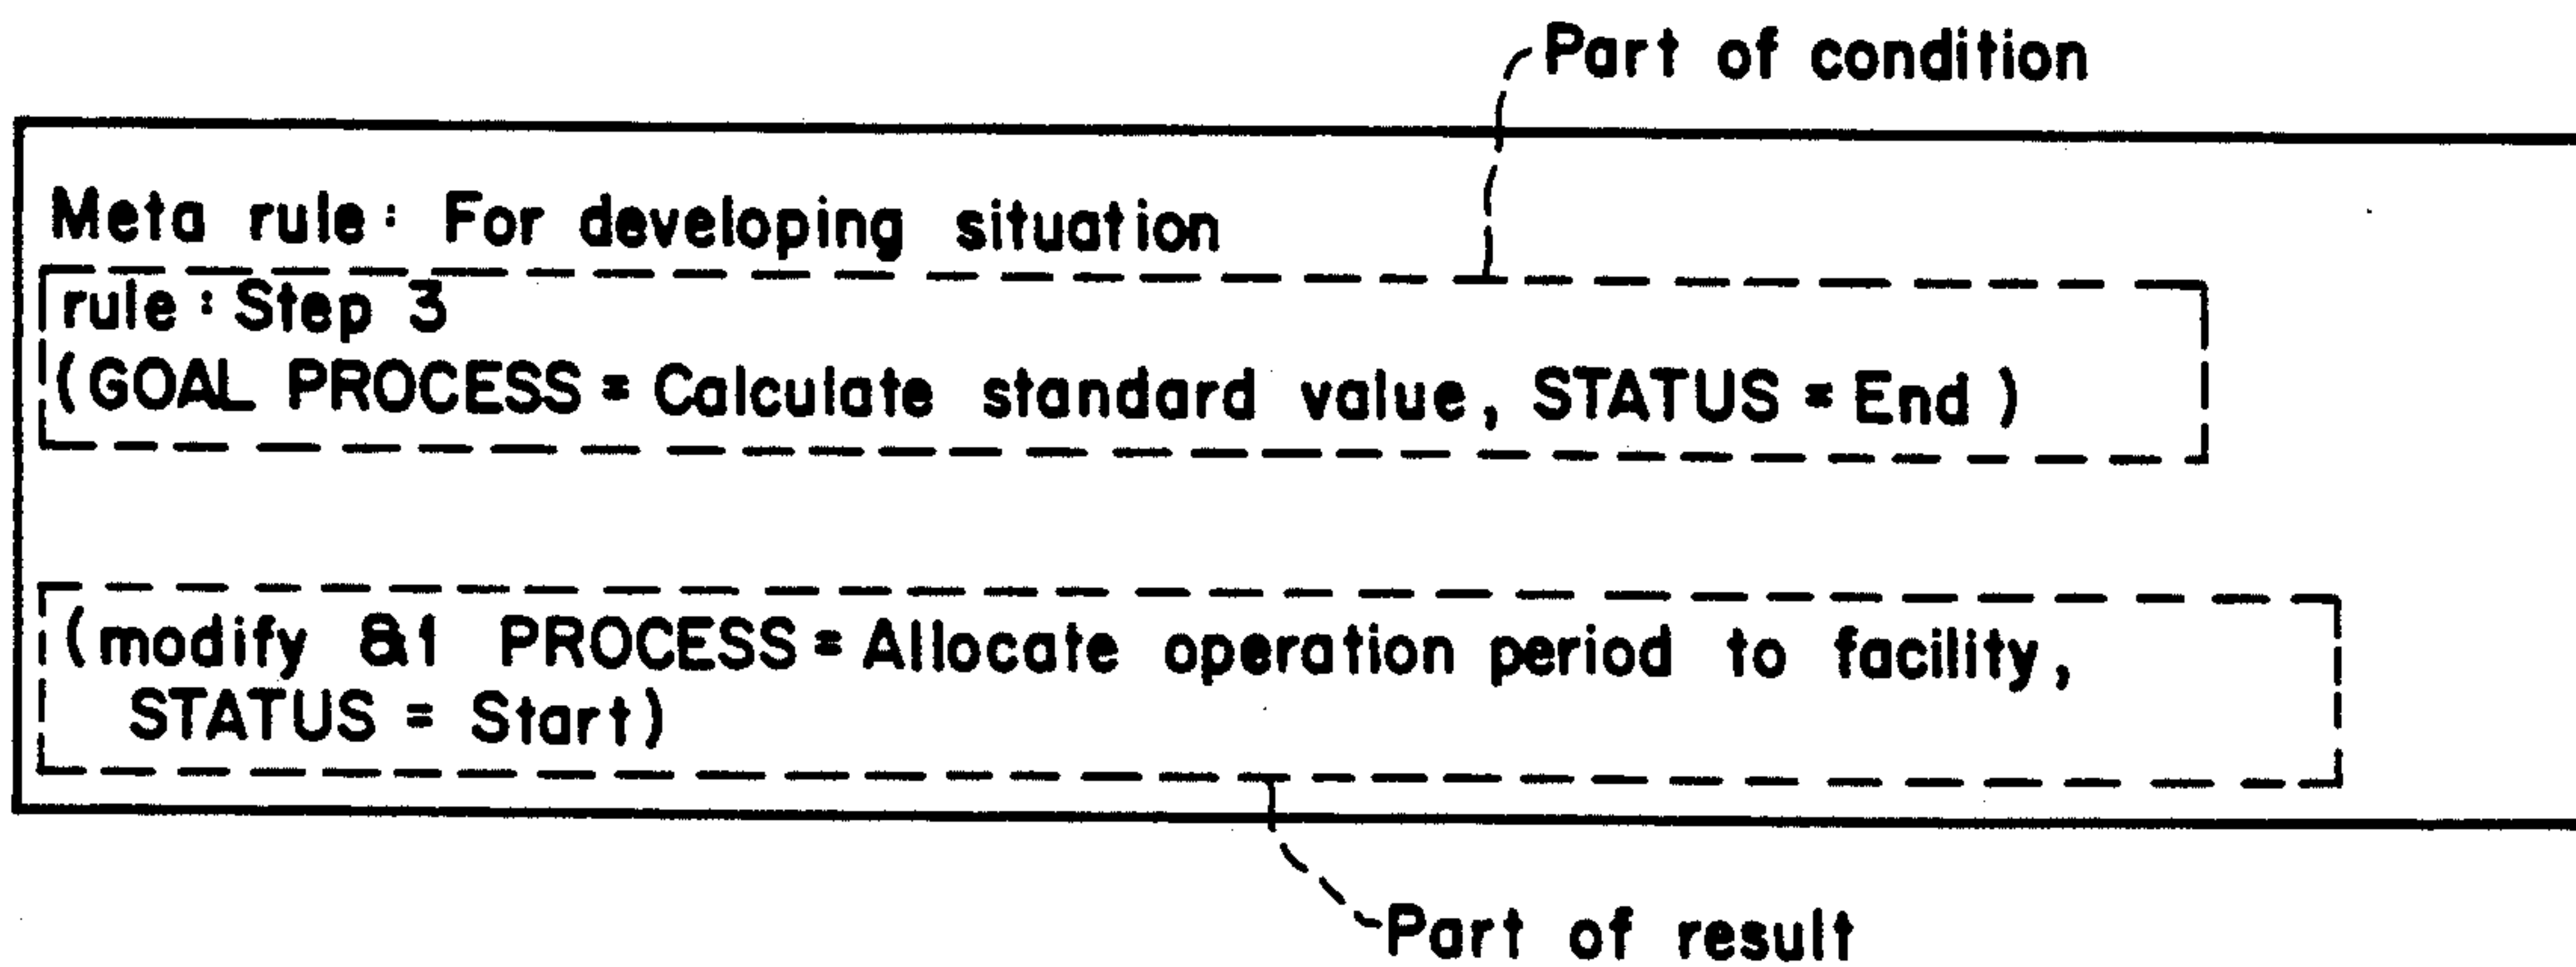 Part of condition
Meta rule: For developing situation
rule: Step 3
(GOAL PROCESS = Calculate standard value, STATUS = End )
(modify &1 PROCESS = Allocate operation period to facility,
STATUS = Start)
Part of result